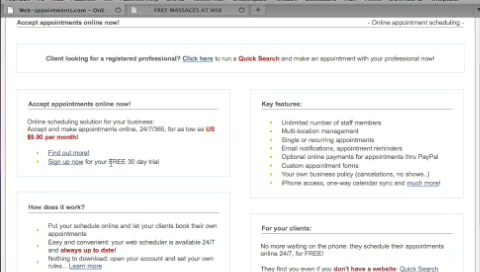 Web-appointments.com - Onli...
FREE MASSAGES AT MSB
Accept appointments online now!
- Online appointment scheduling -
Client looking for a registered professional? Click here to run a Quick Search and make an appointment with your professional now!
Accept appointments online now!
Online scheduling solution for your business:
Accept and make appointments online, 24/7/365, for as low as US
$9.90 per month!
Find out more!
Sign up now for your FREE 30 day trial
How does it work?
Put your schedule online and let your clients book their own
appointments
Easy and convenient: your web scheduler is available 24/7
and always up to date!
Nothing to download: open your account and set your own
rules... Learn more
Key features:
Unlimited number of staff members
Multi-location management
Single or recurring appointments
Email notifications, appointment reminders
Optional online payments for appointments thru PayPal
Custom appointment forms
Your own business policy (cancelations, no shows..)
iPhone access, one-way calendar sync and much more!
For your clients:
No more waiting on the phone: they schedule their appointments
online 24/7, for FREE!
They find you even if you don't have a website: Quick Search